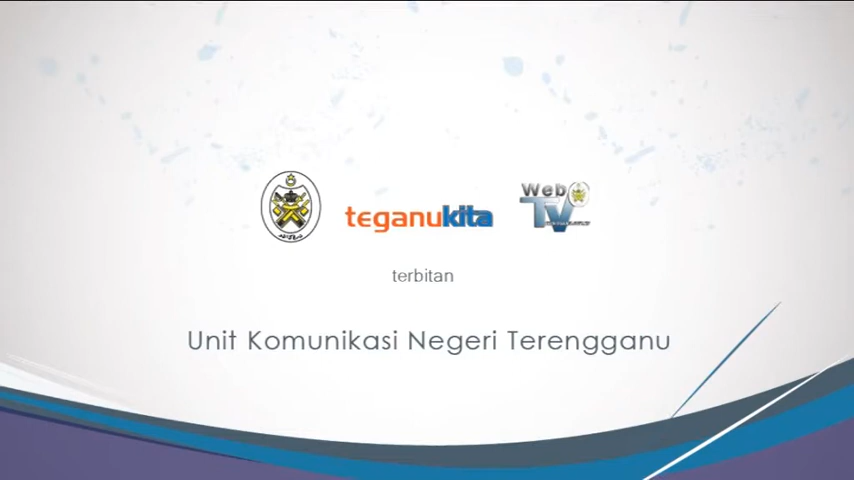 teganukita
Web
TV
terbitan
Unit Komunikasi Negeri Terengganu